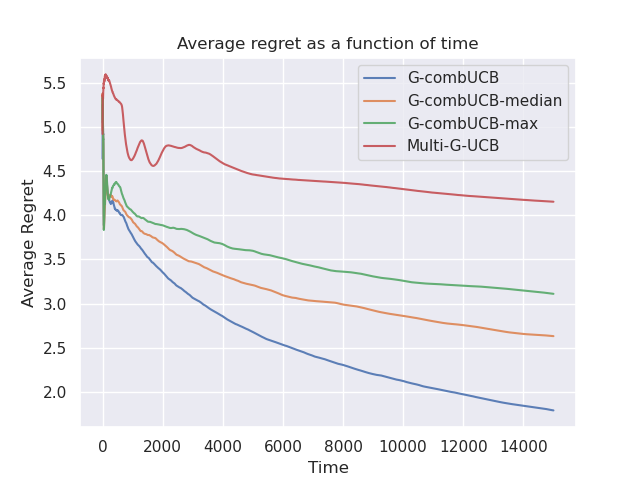 Average regret as a function of time
G-combUCB
G-combUCB-median
G-combUCB-max
Multi-G-UCB
Average Regret
5.5
5.0
4.5
4.0
3.5
3.0
2.5
2.0
0 2000 4000 6000 8000 10000 12000 14000
Time